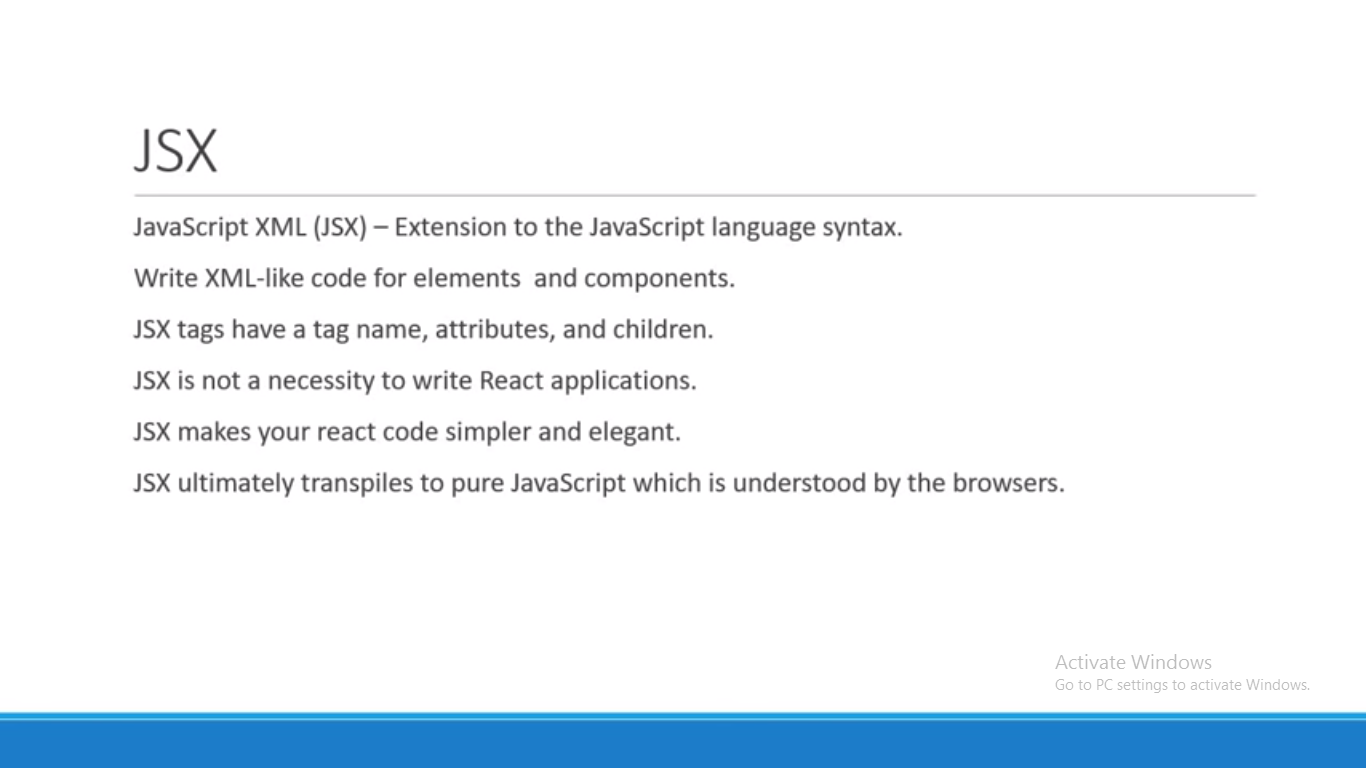 JSX
JavaScript XML (JSX) – Extension to the JavaScript language syntax.
Write XML-like code for elements  and components.
JSX tags have a tag name, attributes, and children.
JSX is not a necessity to write React applications.
JSX makes your react code simpler and elegant.
JSX ultimately transpiles to pure JavaScript which is understood by the browsers.
Activate Windows
Go to PC settings to activate Windows.